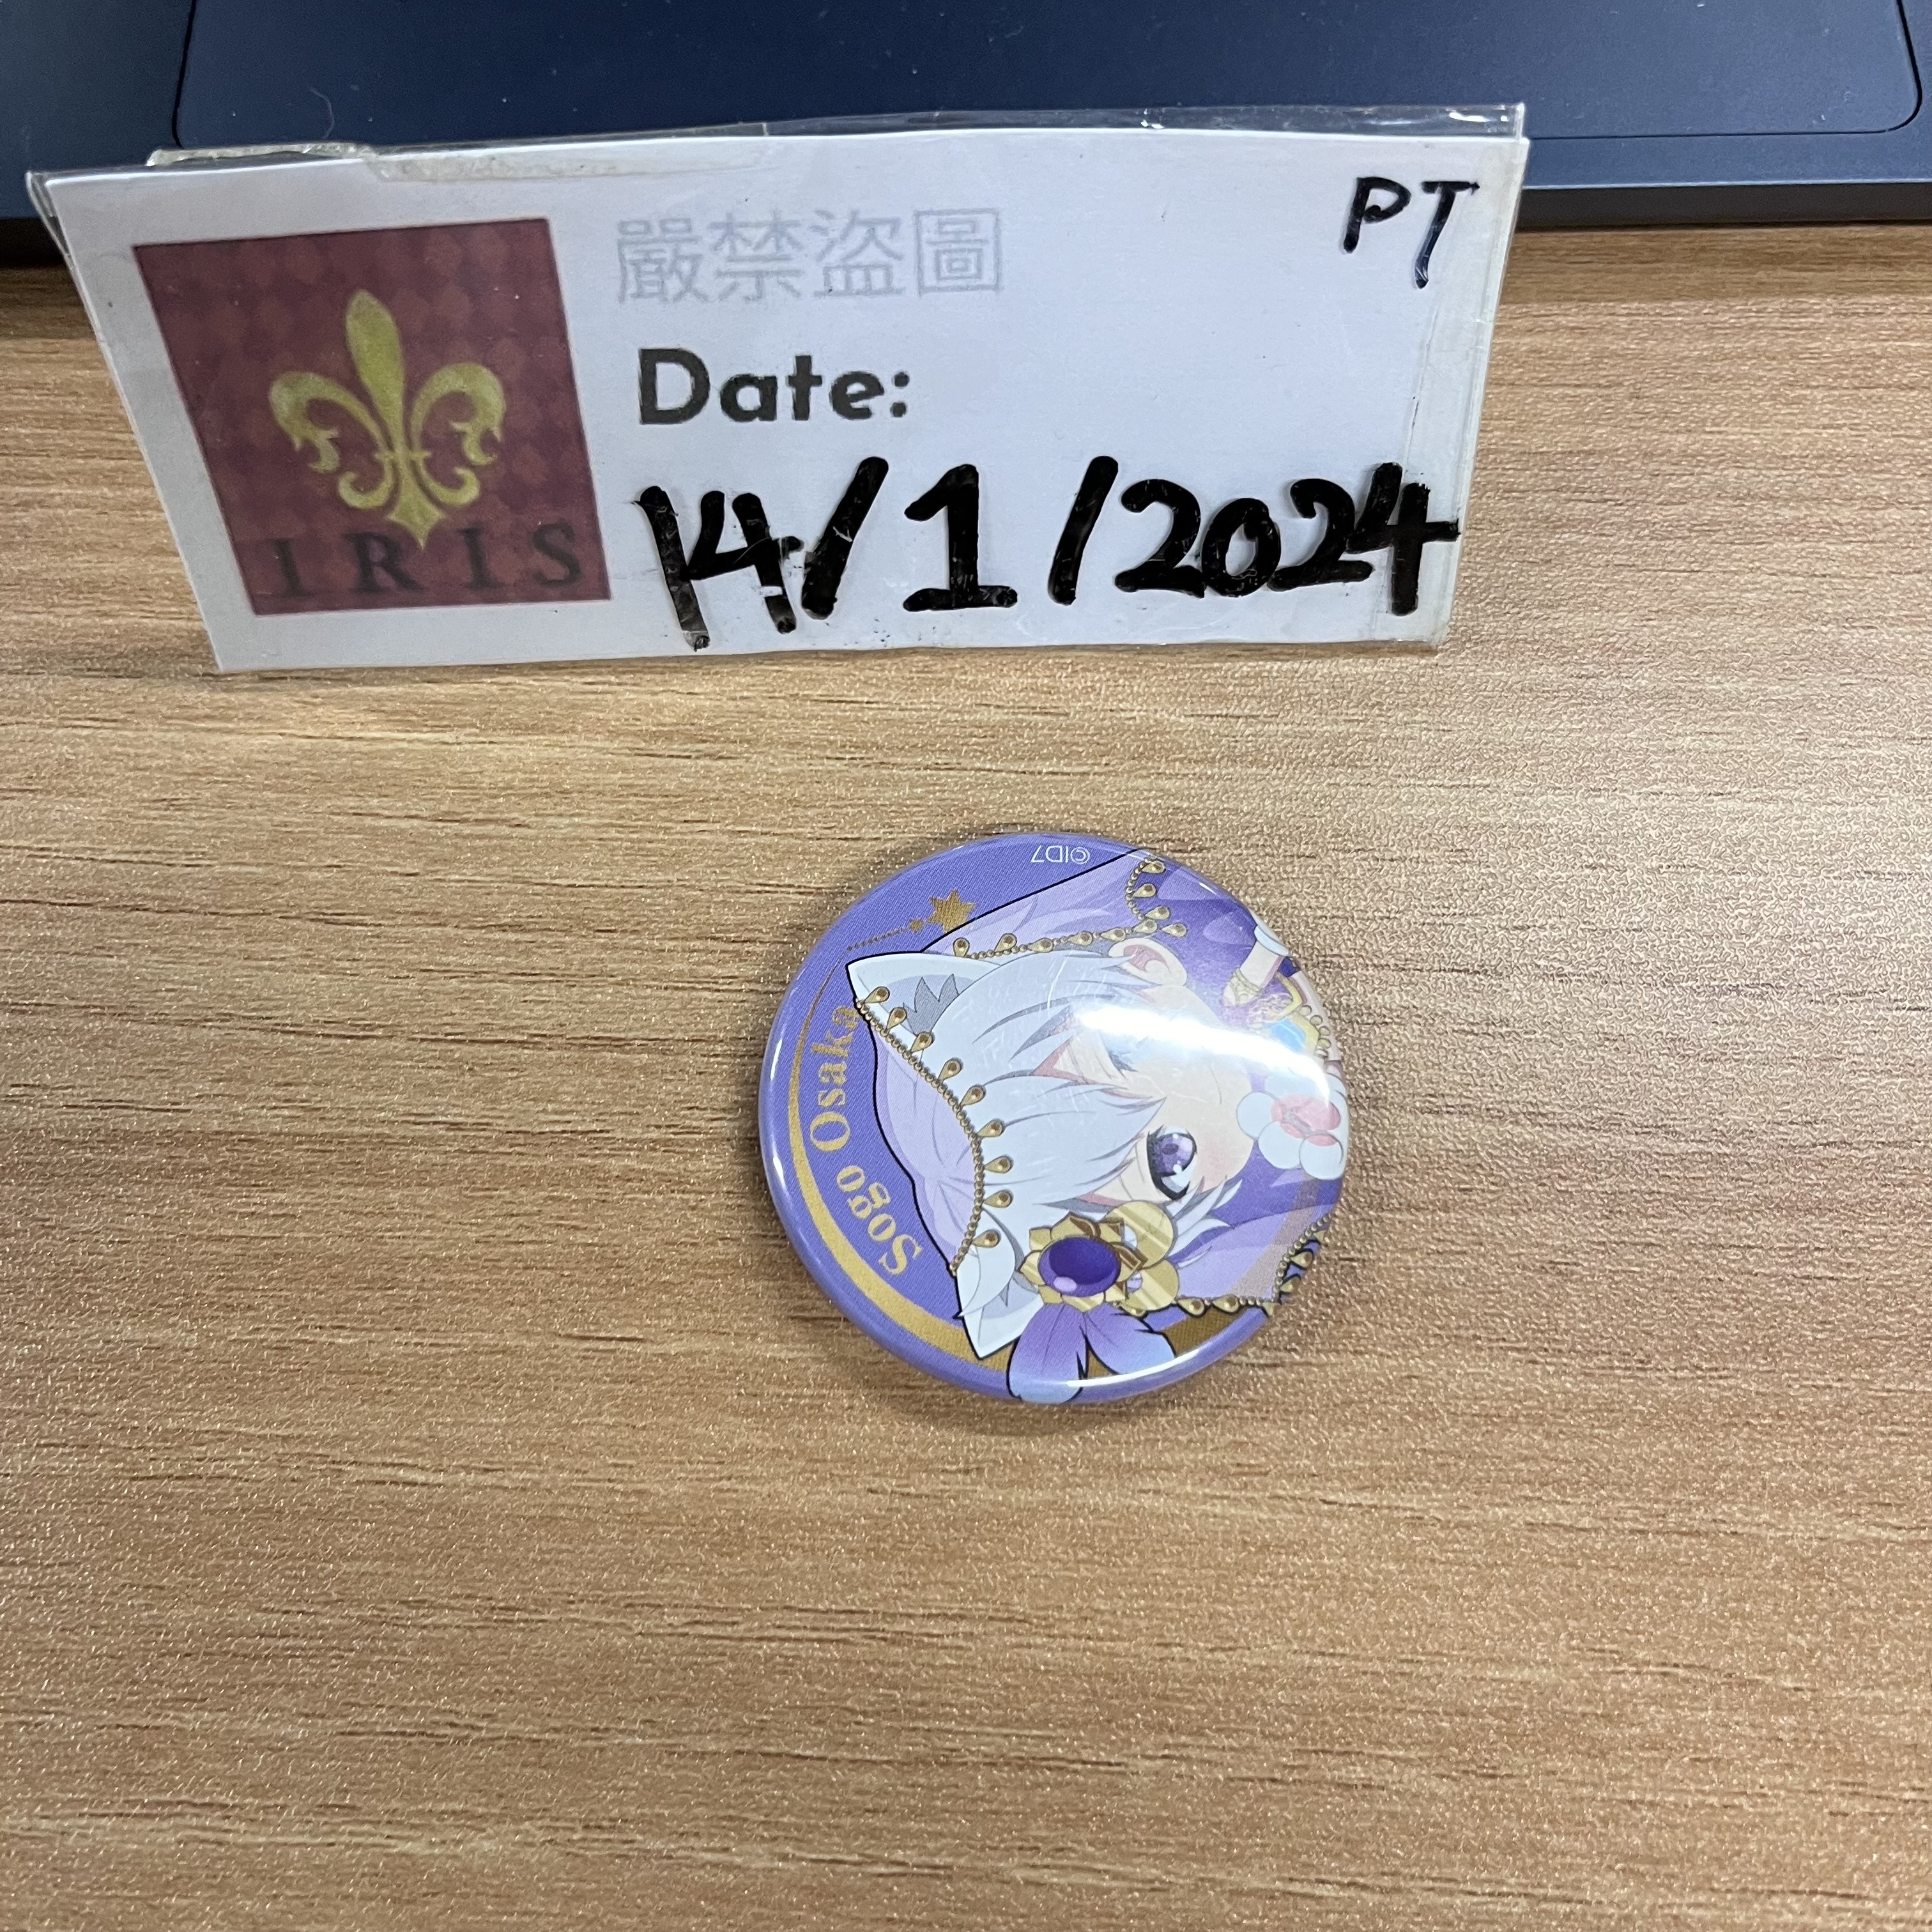 PT
嚴禁盜圖
Date:
14/1/2024
IRIS
©ID7
Sogo Osaka